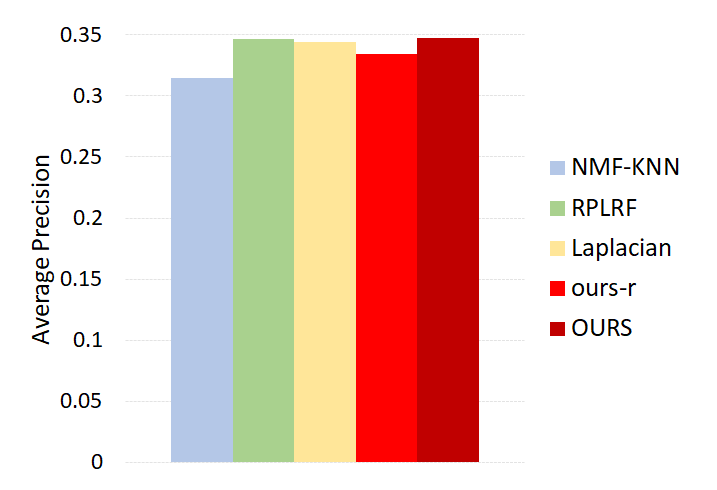 0.35
0.3
0.25
0.2
0.15
0.1
0.05
0
Average Precision
NMF-KNN
RPLRF
Laplacian
ours-r
OURS